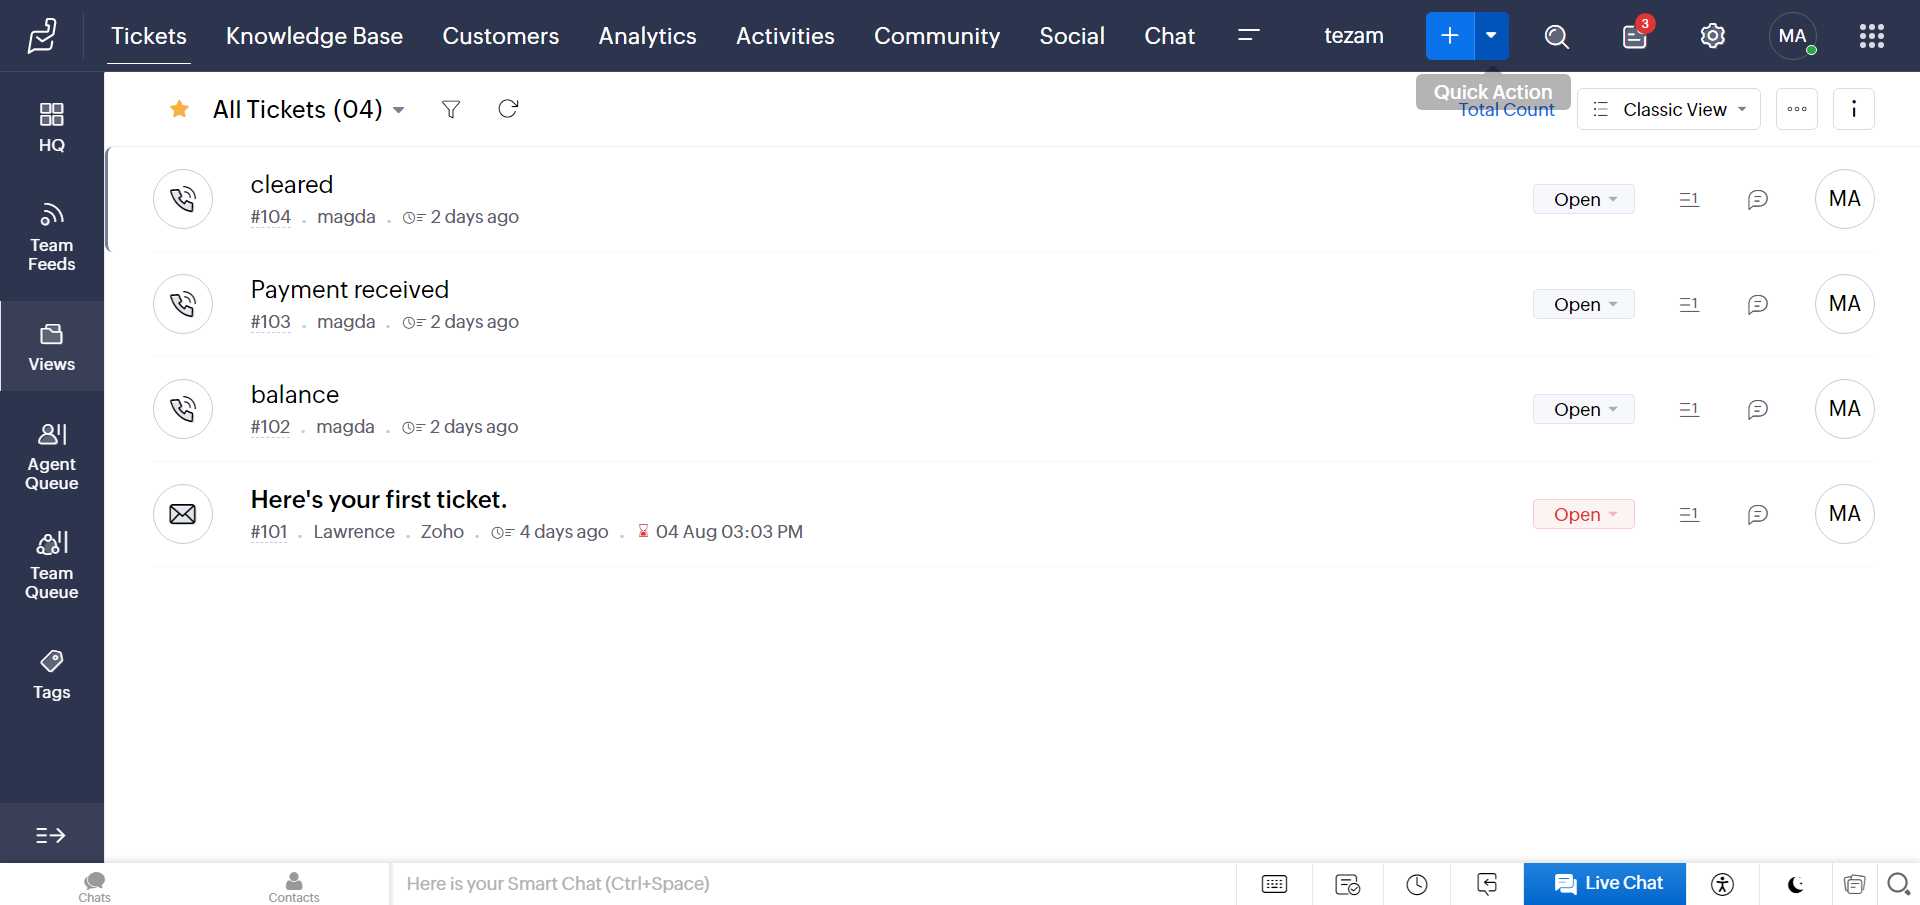 Tickets Knowledge Base Customers Analytics Activities Community Social Chat tezam 3 MA
Quick Action
HQ
Team
Feeds
Views
Agent
Queue
Team
Queue
Tags
All Tickets (04)
Total Count
Classic View
cleared
#104 . magda . 2 days ago
Open
1
MA
Payment received
#103 . magda . 2 days ago
Open
1
MA
balance
#102 . magda . 2 days ago
Open
1
MA
Here's your first ticket.
#101 . Lawrence . Zoho . 4 days ago . 04 Aug 03:03 PM
Open
1
MA
Chats
Contacts
Here is your Smart Chat (Ctrl+Space)
Live Chat